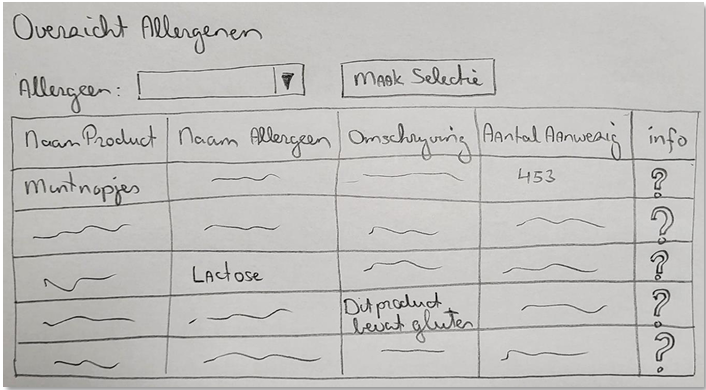 Overzicht Allergenen
Allergeen:
Maak Selectie
Naam Product Naam Allergeen Omschrijving Aantal Aanwezig info
Mintnopjes 453 ?
?
Lactose ?
Dit product bevat gluten ?
?